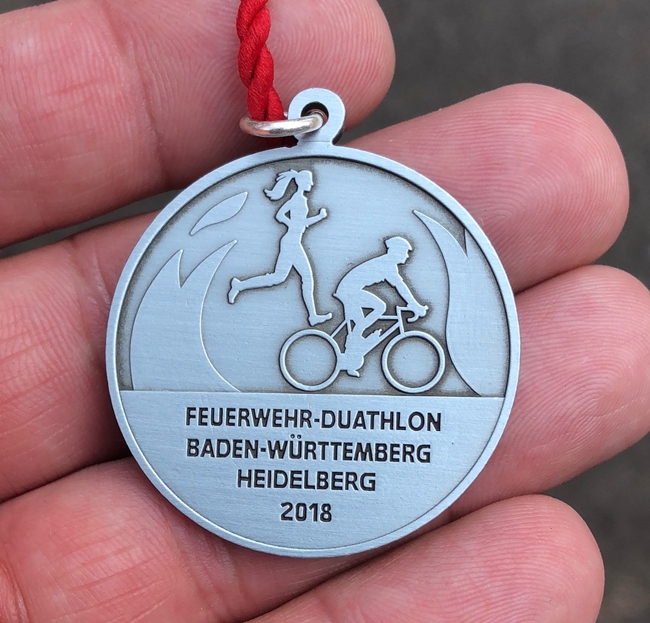 FEUERWEHR-DUATHLON
BADEN-WÜRTTEMBERG
HEIDELBERG
2018